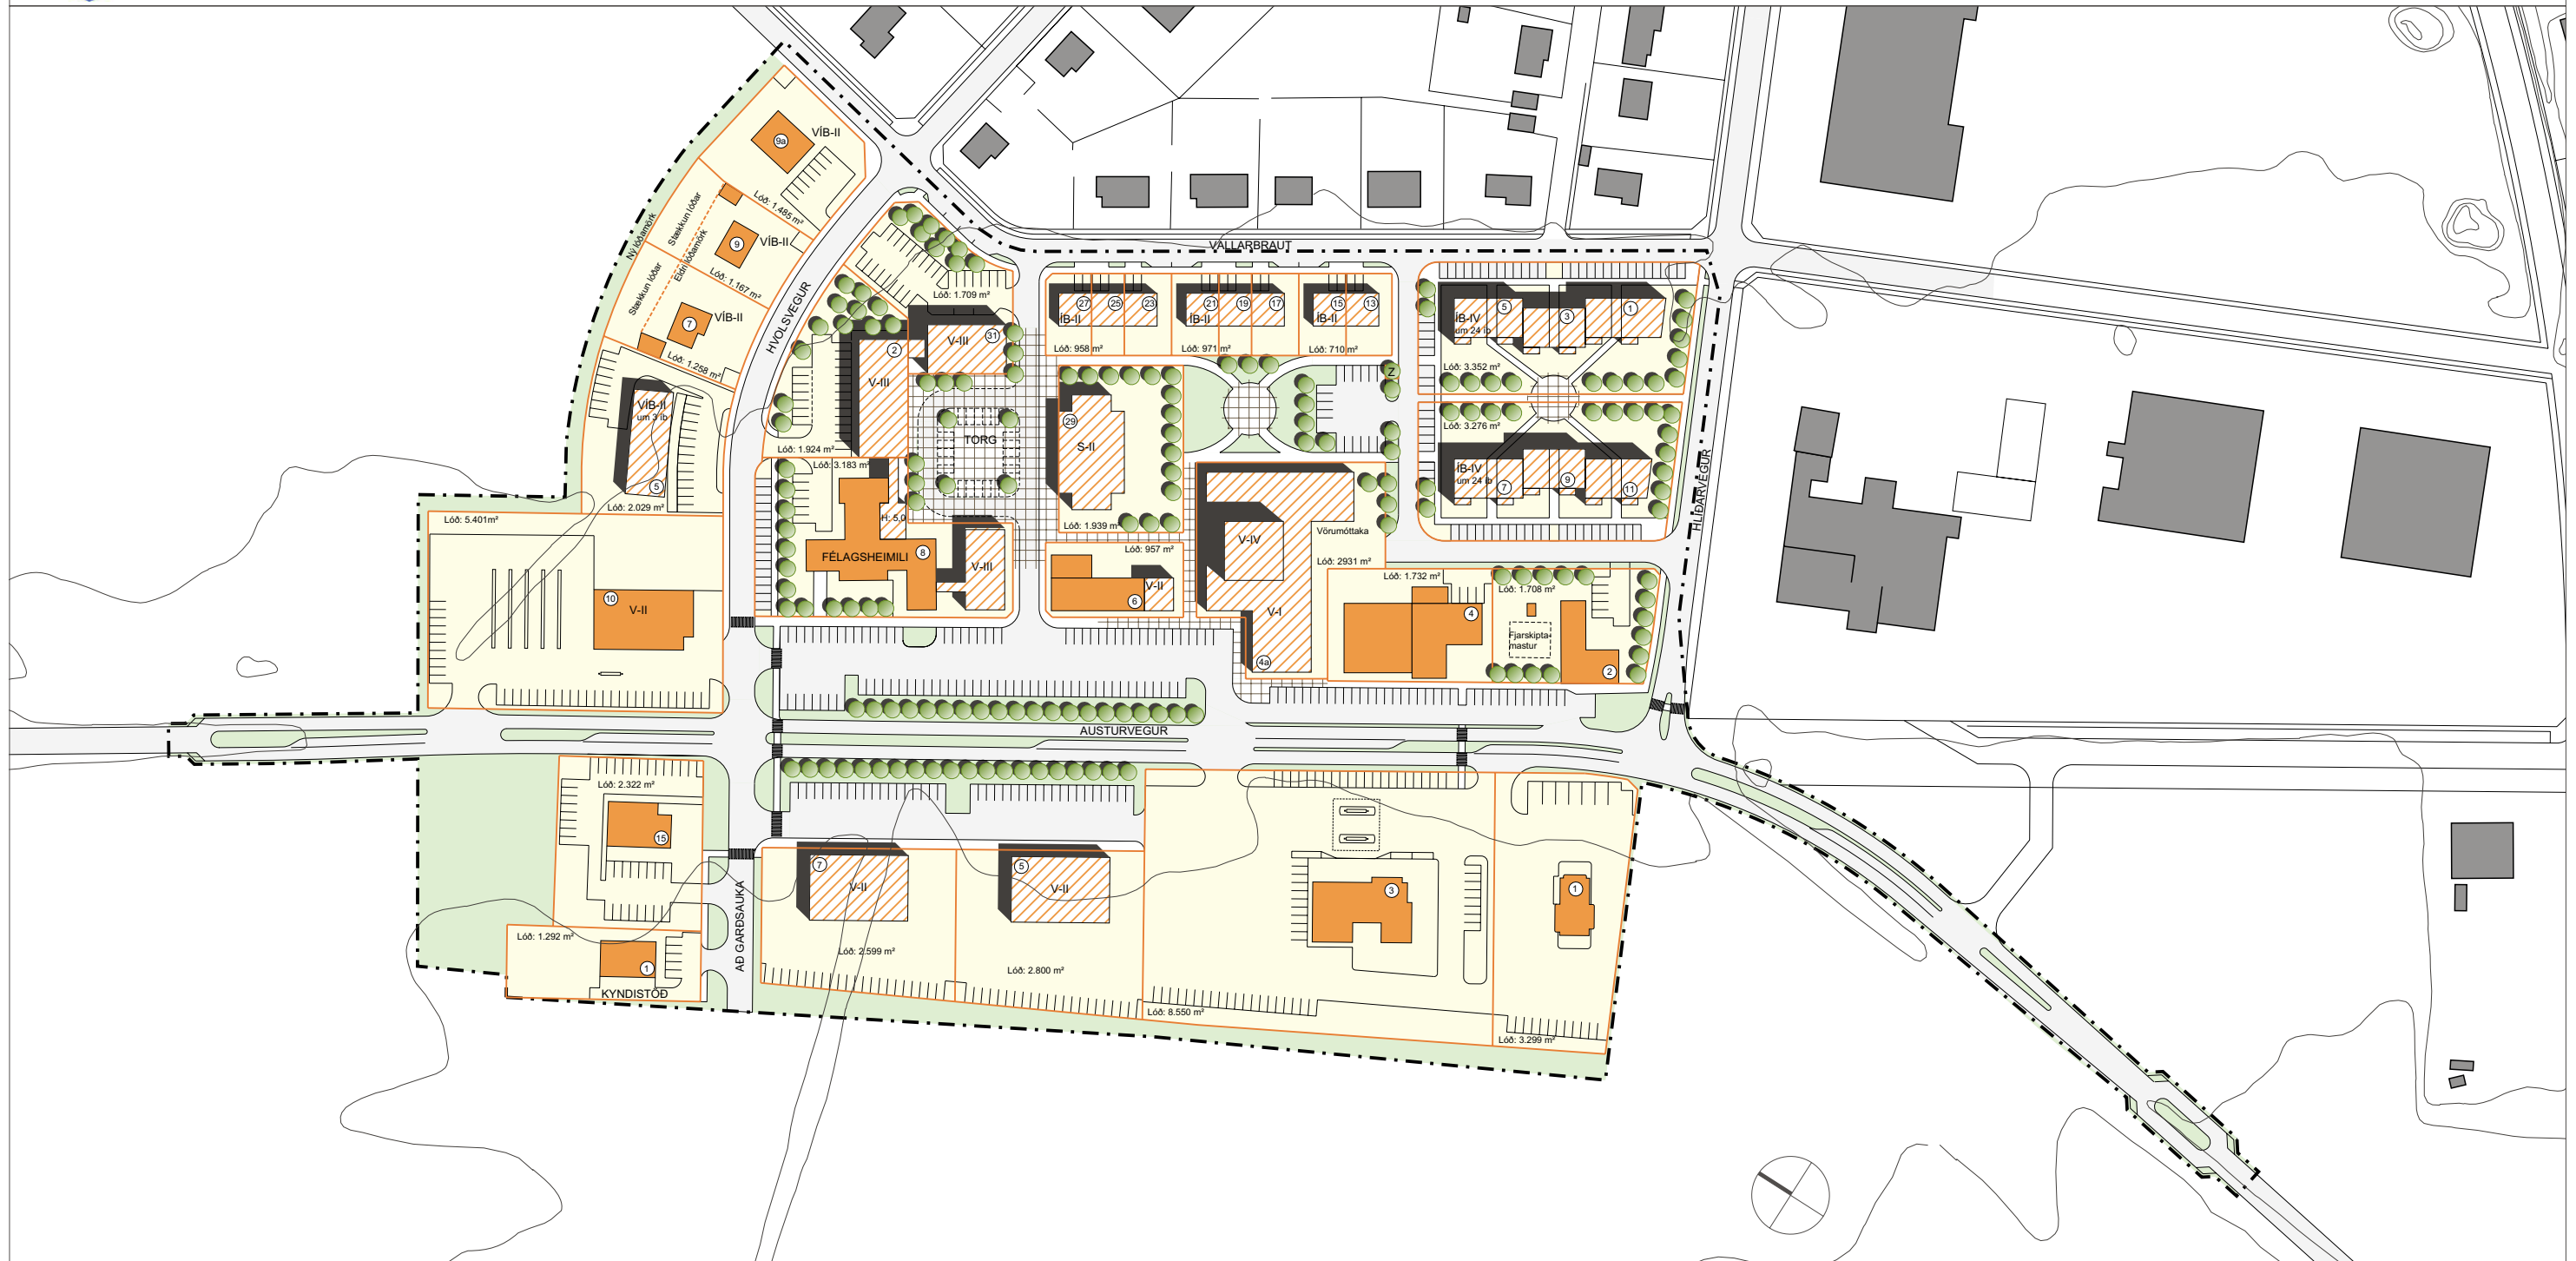 VALLARBRAUT
9a
VÍB-II
Lóð: 1.485 m²
Ný lóðamörk
Stækkun lóðar
Eldri lóðamörk
9
VÍB-II
Lóð: 1.167 m²
Stækkun lóðar
7
VÍB-II
Lóð: 1.258 m²
HVOLSVEGUR
VÍB-II
um 3 íb
5
Lóð: 2.029 m²
Lóð: 1.709 m²
31
V-III
2
V-III
Lóð: 1.924 m²
TORG
Lóð: 3.183 m²
H: 5,0
FÉLAGSHEIMILI
8
V-III
27
25
23
ÍB-II
Lóð: 958 m²
21
19
17
ÍB-II
Lóð: 971 m²
15
13
ÍB-II
Lóð: 710 m²
29
S-II
Lóð: 1.939 m²
Z
5
3
1
ÍB-IV
um 24 íb
Lóð: 3.352 m²
Lóð: 3.276 m²
ÍB-IV
um 24 íb
7
9
11
HLÍÐARVEGUR
Lóð: 957 m²
V-II
6
V-IV
Vörumóttaka
Lóð: 2931 m²
V-I
4a
Lóð: 1.732 m²
4
Lóð: 1.708 m²
Fjarskipta-
mastur
2
Lóð: 5.401m²
10
V-II
AUSTURVEGUR
Lóð: 2.322 m²
15
Lóð: 1.292 m²
1
KYNDISTÖÐ
AÐ GARÐSAUKA
7
V-II
Lóð: 2.599 m²
5
V-II
Lóð: 2.800 m²
3
Lóð: 8.550 m²
1
Lóð: 3.299 m²